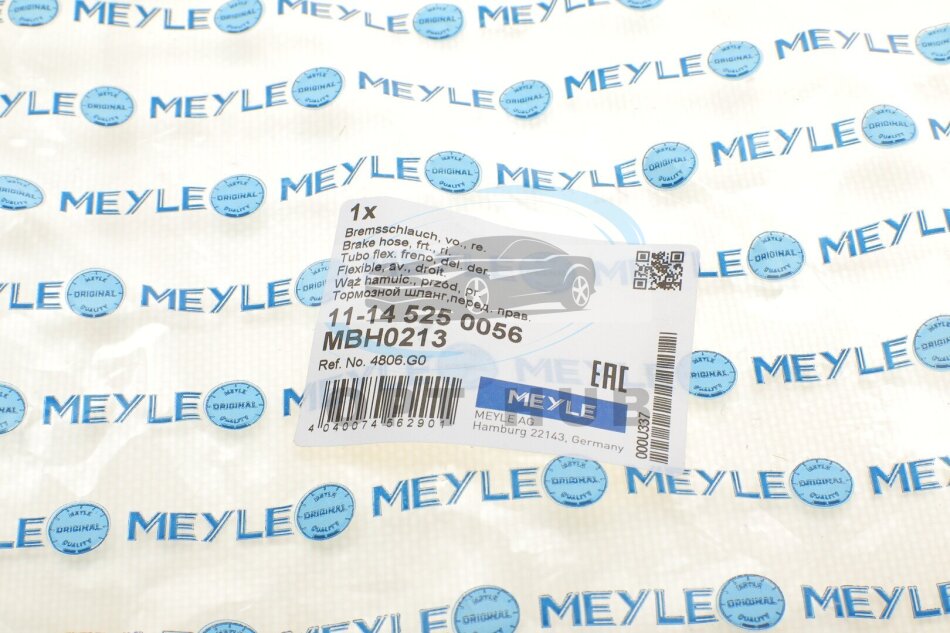 1x
Bremsschlauch, vo., re.
Brake hose, frt., ri.
Tubo flex. freno, del. der.
Flexible, av., droit.
Wąż hamulc., przód, pr.
Тормозной шланг,перед. прав.
11-14 525 0056
MBH0213
Ref. No. 4806.G0
4 040074 562901
EAC
MEYLE
MEYLE AG
Hamburg 22143, Germany
000U337Z
MEYLE
ORIGINAL
QUALITY